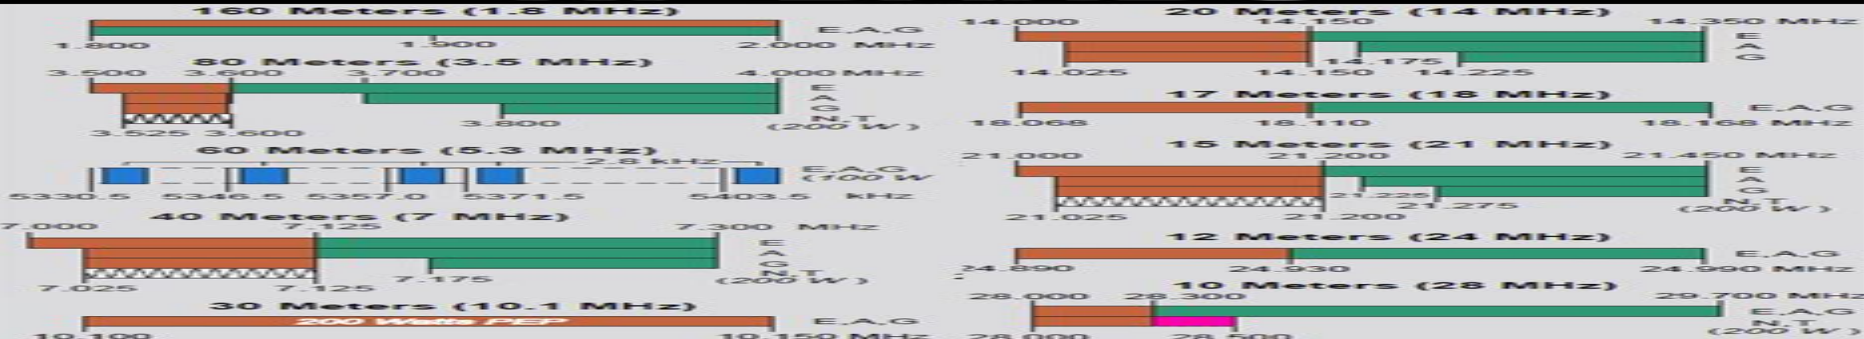 160 Meters (1.8 MHz)
E,A,G
1.800 1.900 2.000 MHz
80 Meters (3.5 MHz)
3.500 3.600 3.700 4.000 MHz
E
A
G
N,T
3.525 3.600 3.800 (200 W)
60 Meters (5.3 MHz)
2.8 kHz
E,A,G
(100 W
5330.5 5346.5 5357.0 5371.5 5403.5 kHz
40 Meters (7 MHz)
7.000 7.125 7.300 MHz
E
A
G
N,T
7.025 7.125 7.175 (200 W)
30 Meters (10.1 MHz)
200 Watts PEP
E,A,G
10.100 10.150 MHz
20 Meters (14 MHz)
14.000 14.150 14.350 MHz
E
A
G
14.025 14.150 14.175 14.225
17 Meters (18 MHz)
E,A,G
18.068 18.110 18.168 MHz
15 Meters (21 MHz)
21.000 21.200 21.450 MHz
E
A
G
N,T
21.025 21.200 21.225 21.275 (200 W)
12 Meters (24 MHz)
E,A,G
24.890 24.930 24.990 MHz
10 Meters (28 MHz)
28.000 28.300 29.700 MHz
E,A,G
N,T
28.000 28.500 (200 W)